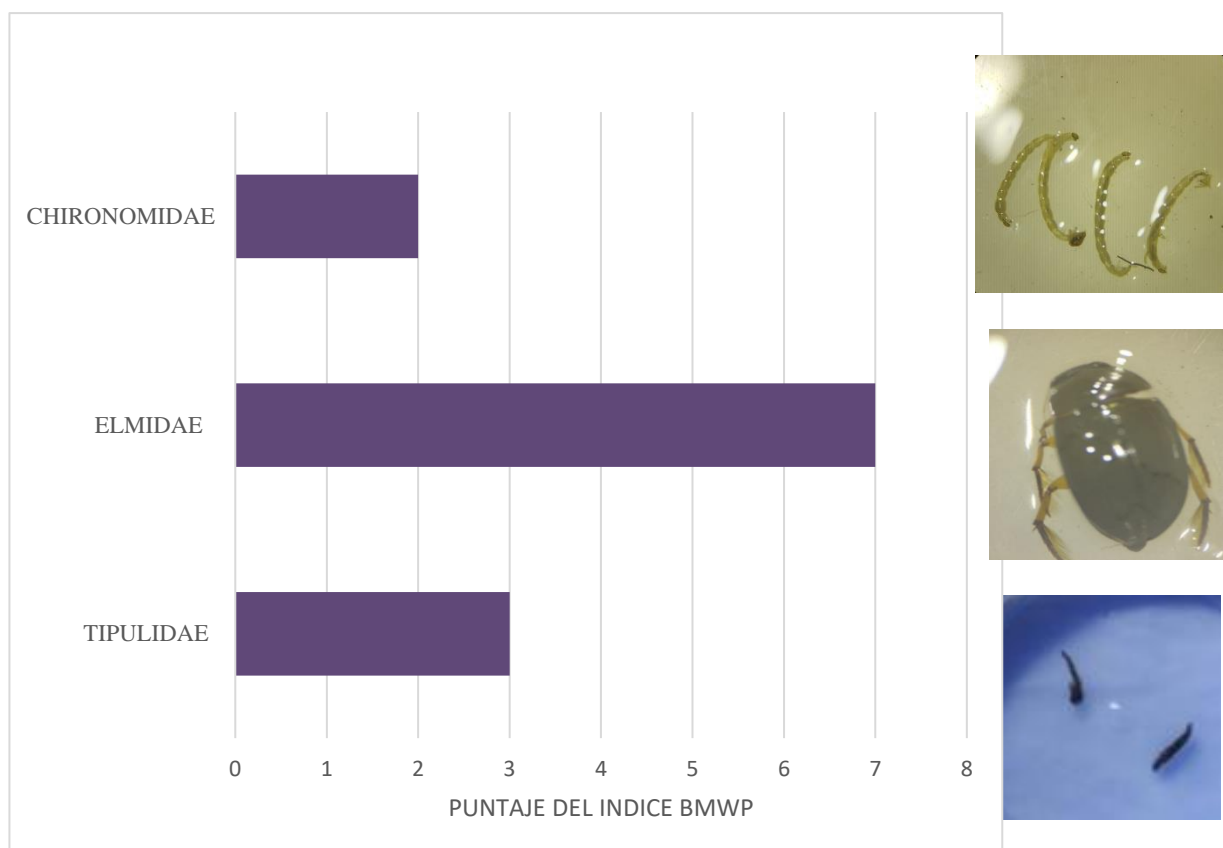 CHIRONOMIDAE
ELMIDAE
TIPULIDAE
0 1 2 3 4 5 6 7 8
PUNTAJE DEL INDICE BMWP